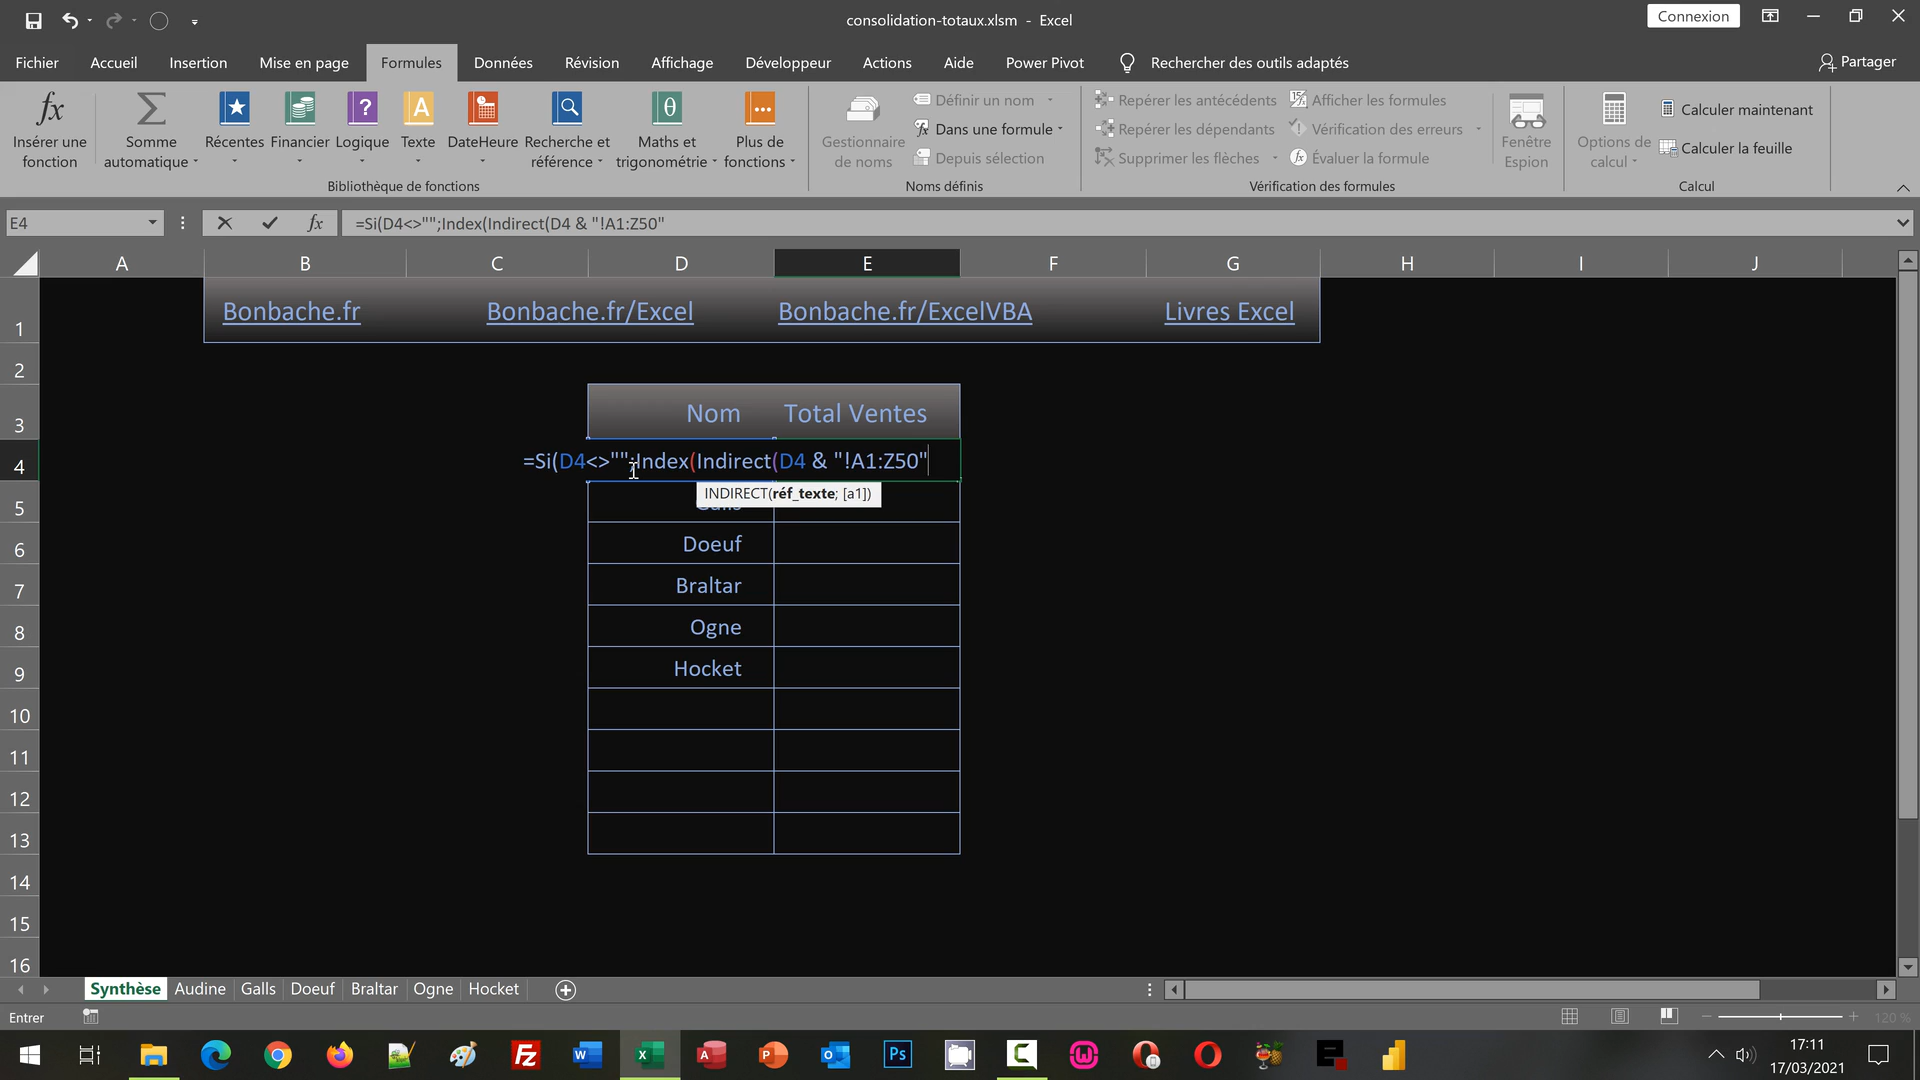 consolidation-totaux.xlsm - Excel
Connexion
Fichier
Accueil
Insertion
Mise en page
Formules
Données
Révision
Affichage
Développeur
Actions
Aide
Power Pivot
Rechercher des outils adaptés
Partager
Insérer une fonction
Somme automatique
Récentes
Financier
Logique
Texte
DateHeure
Recherche et référence
Maths et trigonométrie
Plus de fonctions
Bibliothèque de fonctions
Gestionnaire de noms
Définir un nom
Dans une formule
Depuis sélection
Noms définis
Repérer les antécédents
Repérer les dépendants
Supprimer les flèches
Afficher les formules
Vérification des erreurs
Évaluer la formule
Vérification des formules
Fenêtre Espion
Options de calcul
Calculer maintenant
Calculer la feuille
Calcul
E4
=Si(D4<>"";Index(Indirect(D4 & "!A1:Z50"
A B C D E F G H I J
1 Bonbache.fr Bonbache.fr/Excel Bonbache.fr/ExcelVBA Livres Excel
2
3 Nom Total Ventes
4 =Si(D4<>"";Index(Indirect(D4 & "!A1:Z50"
INDIRECT(réf_texte; [a1])
5 Galls
6 Doeuf
7 Braltar
8 Ogne
9 Hocket
10
11
12
13
14
15
16
Synthèse Audine Galls Doeuf Braltar Ogne Hocket
Entrer
120 %
17:11
17/03/2021